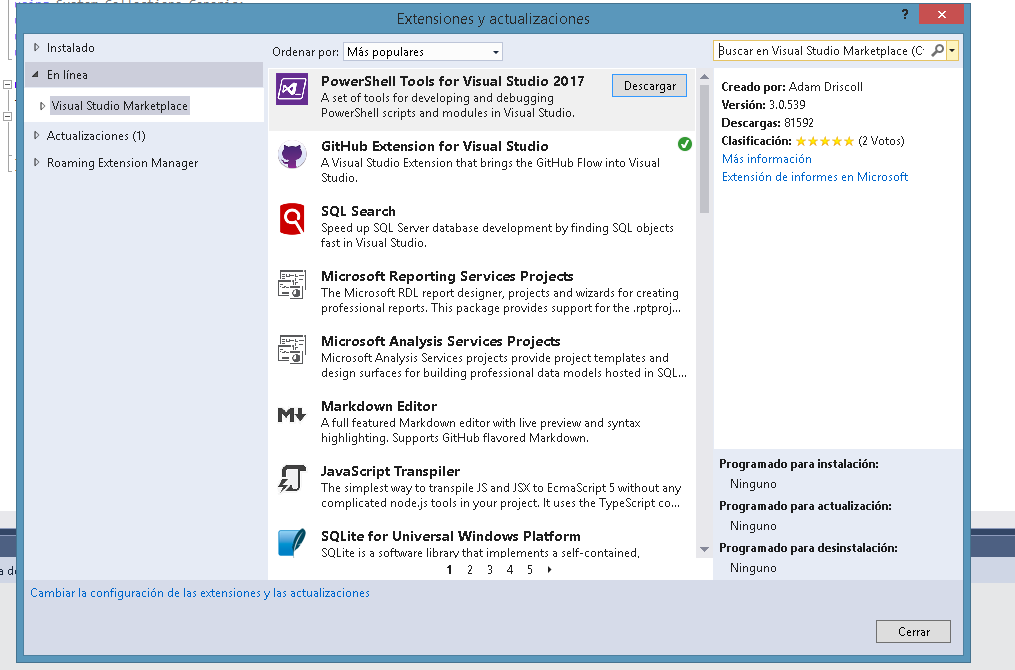 Extensiones y actualizaciones
?
Instalado
En línea
Visual Studio Marketplace
Actualizaciones (1)
Roaming Extension Manager
Ordenar por: Más populares
PowerShell Tools for Visual Studio 2017
A set of tools for developing and debugging
PowerShell scripts and modules in Visual Studio.
Descargar
GitHub Extension for Visual Studio
A Visual Studio Extension that brings the GitHub Flow into Visual
Studio.
SQL Search
Speed up SQL Server database development by finding SQL objects
fast in Visual Studio.
Microsoft Reporting Services Projects
The Microsoft RDL report designer, projects and wizards for creating
professional reports. This package provides support for the .rptproj...
Microsoft Analysis Services Projects
Microsoft Analysis Services projects provide project templates and
design surfaces for building professional data models hosted in SQL...
Markdown Editor
A full featured Markdown editor with live preview and syntax
highlighting. Supports GitHub flavored Markdown.
JavaScript Transpiler
The simplest way to transpile JS and JSX to EcmaScript 5 without any
complicated node.js tools in your project. It uses the TypeScript co...
SQLite for Universal Windows Platform
SQLite is a software library that implements a self-contained,
1 2 3 4 5
Buscar en Visual Studio Marketplace (C
Creado por: Adam Driscoll
Versión: 3.0.539
Descargas: 81592
Clasificación: (2 Votos)
Más información
Extensión de informes en Microsoft
Programado para instalación:
Ninguno
Programado para actualización:
Ninguno
Programado para desinstalación:
Ninguno
Cambiar la configuración de las extensiones y las actualizaciones
Cerrar